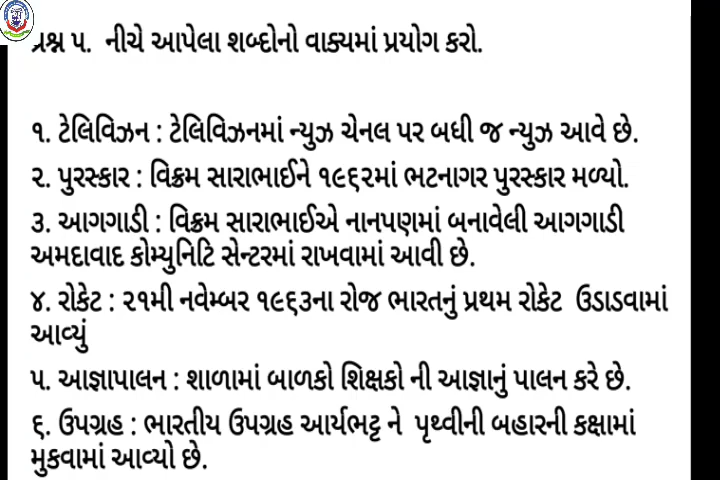 પ્રશ્ન ૫. નીચે આપેલા શબ્દોનો વાક્યમાં પ્રયોગ કરો.
૧. ટેલિવિઝન : ટેલિવિઝનમાં ન્યુઝ ચેનલ પર બધી જ ન્યુઝ આવે છે.
૨. પુરસ્કાર : વિક્રમ સારાભાઈને ૧૯૬૨માં ભટનાગર પુરસ્કાર મળ્યો.
૩. આગગાડી : વિક્રમ સારાભાઈએ નાનપણમાં બનાવેલી આગગાડી
અમદાવાદ કોમ્યુનિટિ સેન્ટરમાં રાખવામાં આવી છે.
૪. રોકેટ : ૨૧મી નવેમ્બર ૧૯૬૩ના રોજ ભારતનું પ્રથમ રોકેટ ઉડાડવામાં
આવ્યું
૫. આજ્ઞાપાલન : શાળામાં બાળકો શિક્ષકો ની આજ્ઞાનું પાલન કરે છે.
૬. ઉપગ્રહ : ભારતીય ઉપગ્રહ આર્યભટ્ટ ને પૃથ્વીની બહારની કક્ષામાં
મુકવામાં આવ્યો છે.